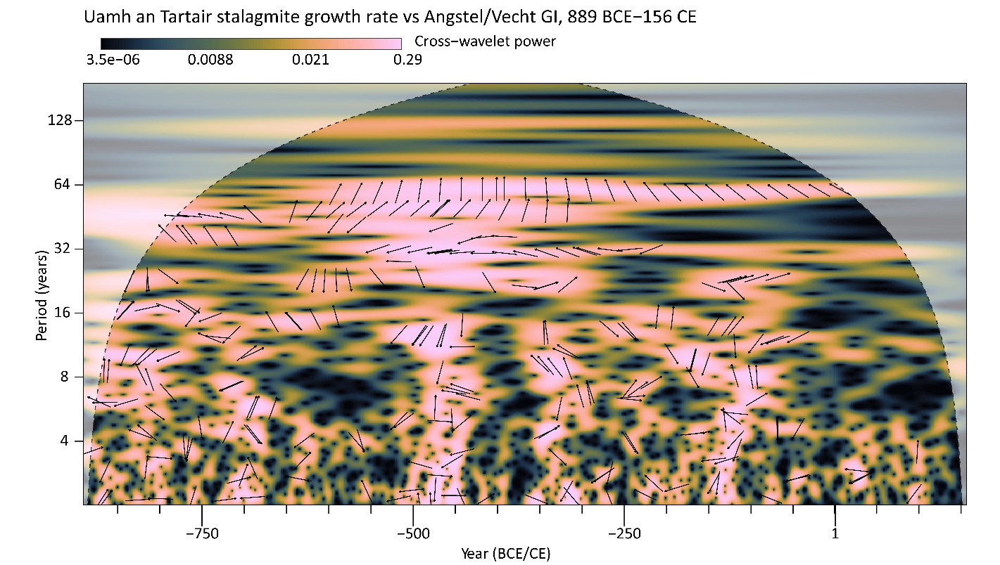 Uamh an Tartair stalagmite growth rate vs Angstel/Vecht GI, 889 BCE−156 CE
Cross−wavelet power
3.5e−06 0.0088 0.021 0.29
128
64
32
16
8
4
Period (years)
−750 −500 −250 1
Year (BCE/CE)